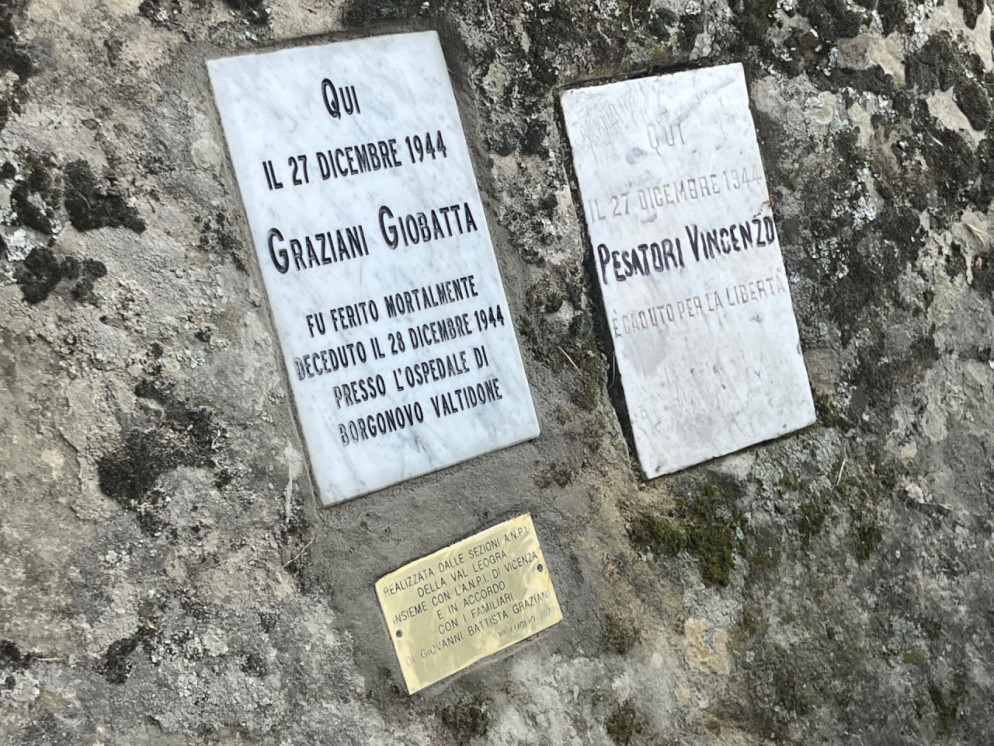 QUI
IL 27 DICEMBRE 1944
GRAZIANI GIOBATTA
FU FERITO MORTALMENTE
DECEDUTO IL 28 DICEMBRE 1944
PRESSO L'OSPEDALE DI
BORGONOVO VALTIDONE
QUI
IL 27 DICEMBRE 1944
PESATORI VINCENZO
È CADUTO PER LA LIBERTÀ
REALIZZATA DALLE SEZIONI A.N.P.I.
DELLA VAL LEOGRA
INSIEME CON L'A.N.P.I. DI VICENZA
E IN ACCORDO
CON I FAMILIARI
DI GIOVANNI BATTISTA GRAZIANI